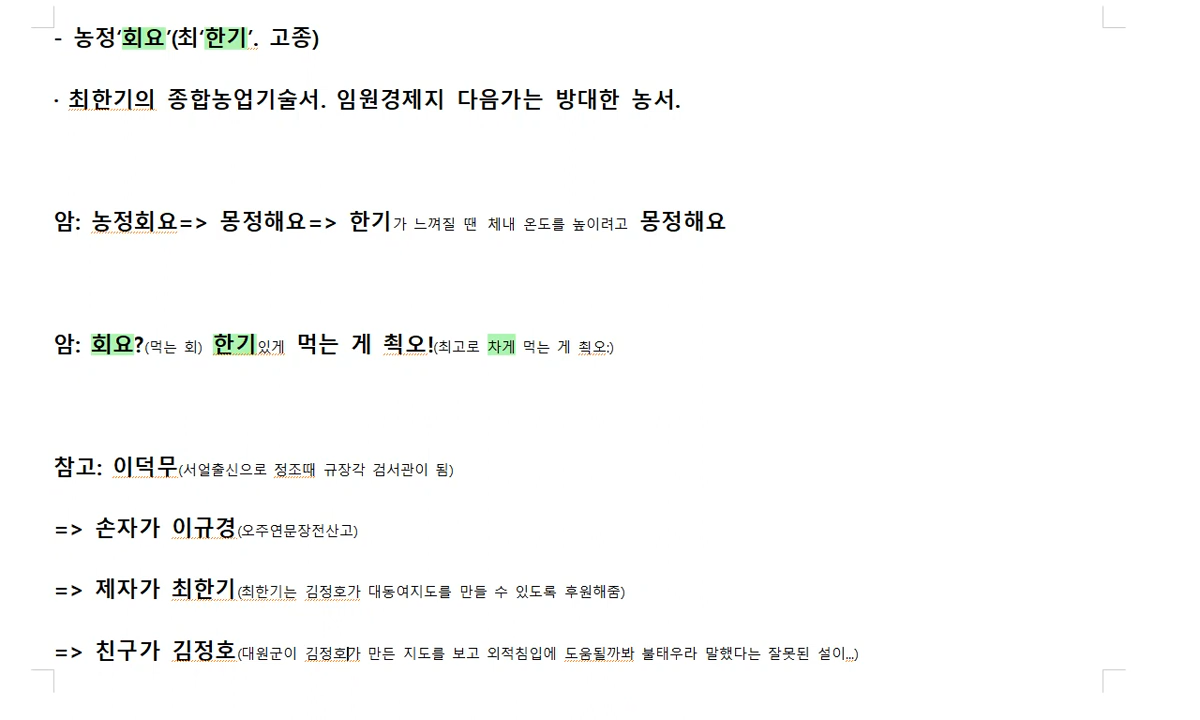 - 농정‘회요’(최‘한기’. 고종)
· 최한기의 종합농업기술서. 임원경제지 다음가는 방대한 농서.
암: 농정회요=> 몽정해요=> 한기가 느껴질 땐 체내 온도를 높이려고 몽정해요
암: 회요?(먹는 회) 한기있게 먹는 게 최오!(최고로 차게 먹는 게 최오;)
참고: 이덕무(서얼출신으로 정조때 규장각 검서관이 됨)
=> 손자가 이규경(오주연문장전산고)
=> 제자가 최한기(최한기는 김정호가 대동여지도를 만들 수 있도록 후원해줌)
=> 친구가 김정호(대원군이 김정호가 만든 지도를 보고 외적침입에 도움될까봐 불태우라 말했다는 잘못된 설이...)